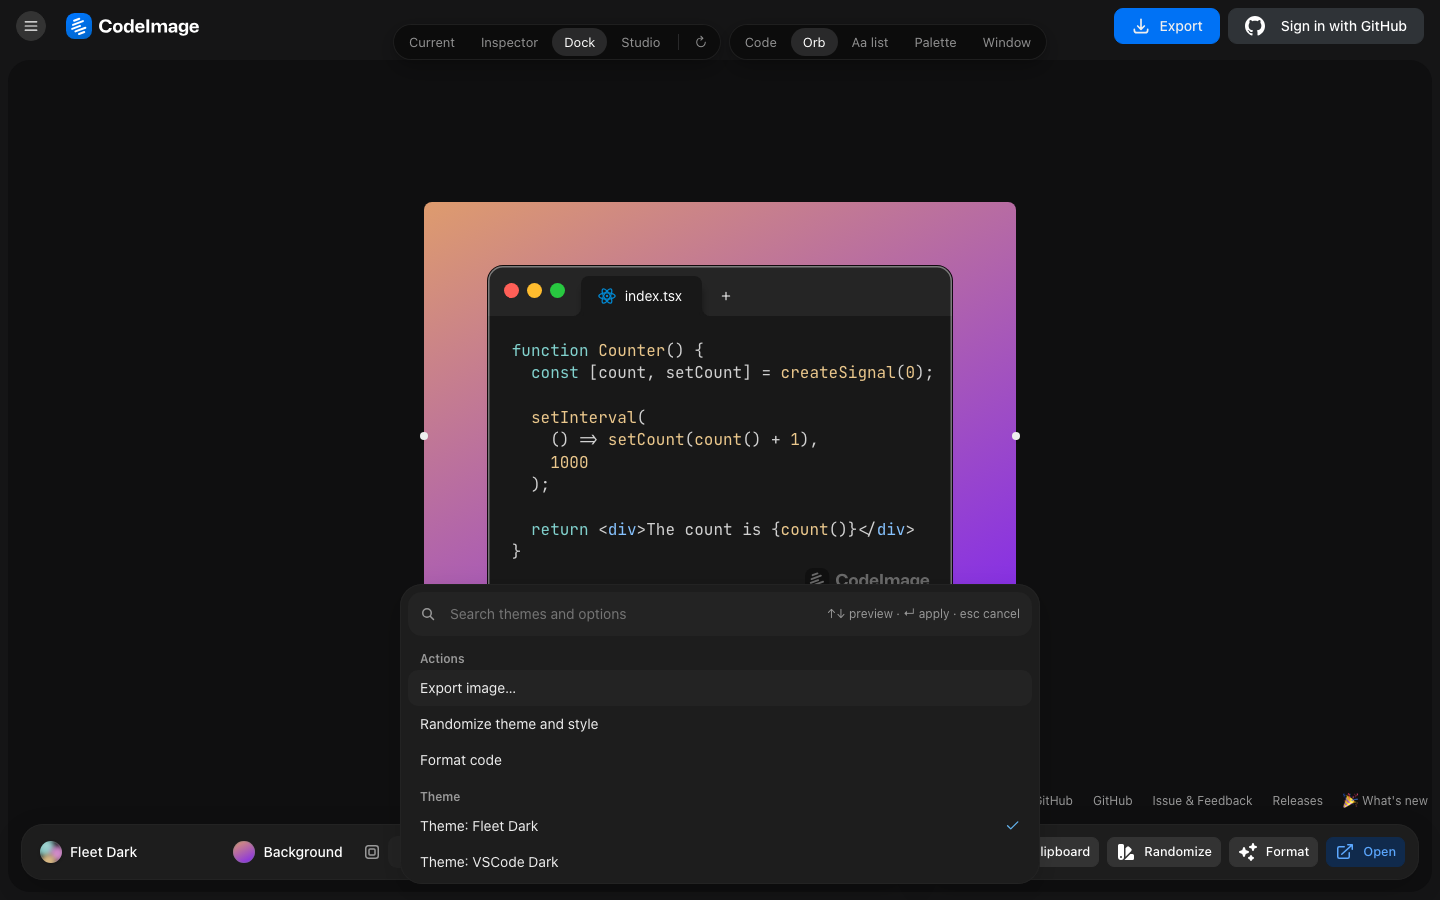 CodeImage
Current Inspector Dock Studio
Code Orb Aa list Palette Window
Export
Sign in with GitHub
index.tsx +
function Counter() {
  const [count, setCount] = createSignal(0);
  setInterval(
    () => setCount(count() + 1),
    1000
  );
  return <div>The count is {count()}</div>
}
CodeImage
Search themes and options
↑↓ preview · ↵ apply · esc cancel
Actions
Export image...
Randomize theme and style
Format code
Theme
Theme: Fleet Dark
Theme: VSCode Dark
GitHub GitHub Issue & Feedback Releases 🎉 What's new
Fleet Dark
Background
lipboard
Randomize
Format
Open